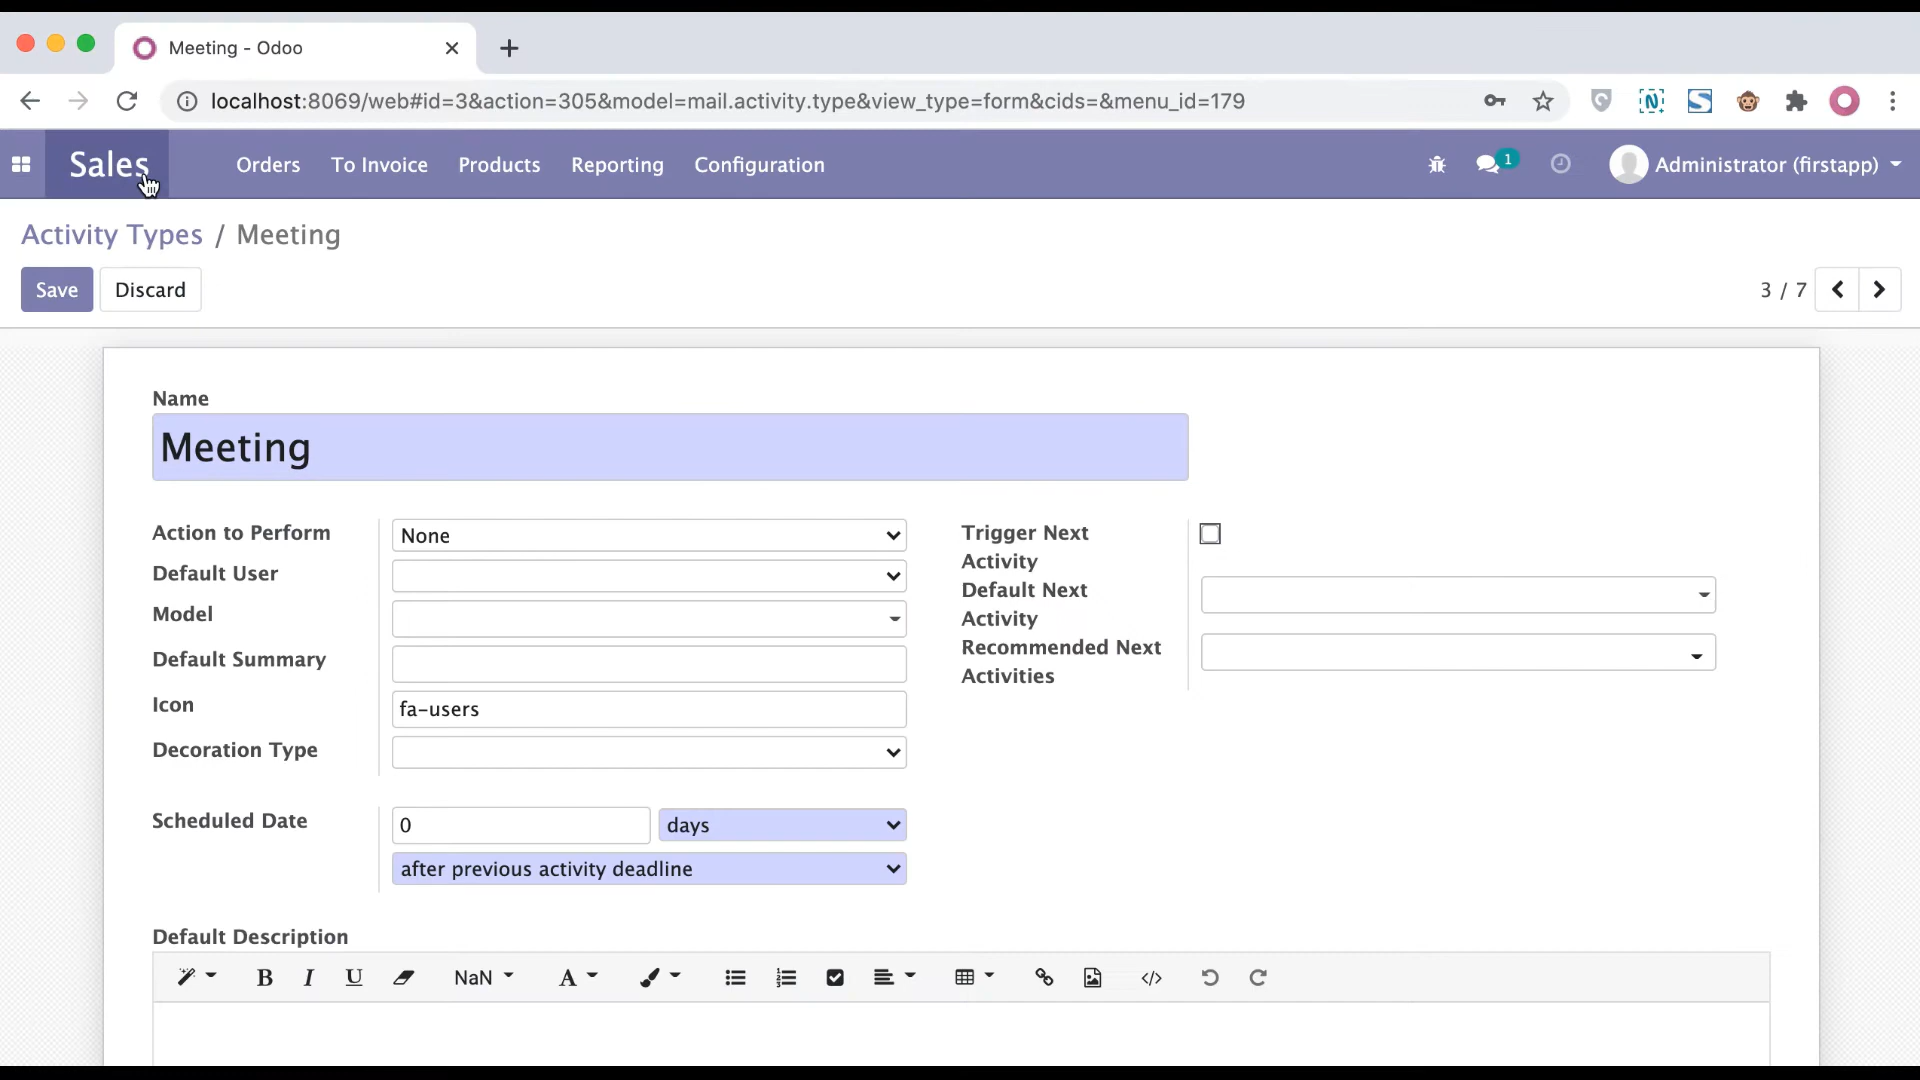 Meeting - Odoo
localhost:8069/web#id=3&action=305&model=mail.activity.type&view_type=form&cids=&menu_id=179
Sales Orders To Invoice Products Reporting Configuration 1 Administrator (firstapp)
Activity Types / Meeting
Save Discard 3 / 7
Name
Meeting
Action to Perform None
Default User
Model
Default Summary
Icon fa-users
Decoration Type
Trigger Next
Activity
Default Next
Activity
Recommended Next
Activities
Scheduled Date 0 days
after previous activity deadline
Default Description
B I U NaN A